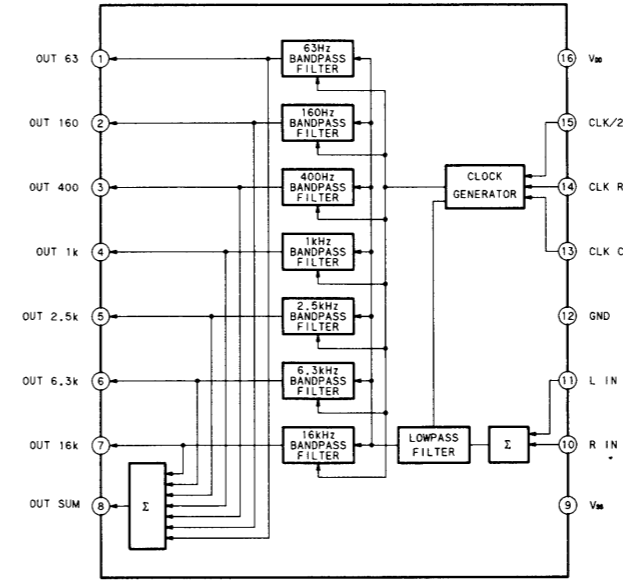 OUT 63
1
63Hz
BANDPASS
FILTER
16
VDD
OUT 160
2
160Hz
BANDPASS
FILTER
15
CLK/2
OUT 400
3
400Hz
BANDPASS
FILTER
CLOCK
GENERATOR
14
CLK R
OUT 1k
4
1kHz
BANDPASS
FILTER
13
CLK C
OUT 2.5k
5
2.5kHz
BANDPASS
FILTER
12
GND
OUT 6.3k
6
6.3kHz
BANDPASS
FILTER
11
L IN
OUT 16k
7
16kHz
BANDPASS
FILTER
LOWPASS
FILTER
Σ
10
R IN
OUT SUM
8
Σ
9
VSS